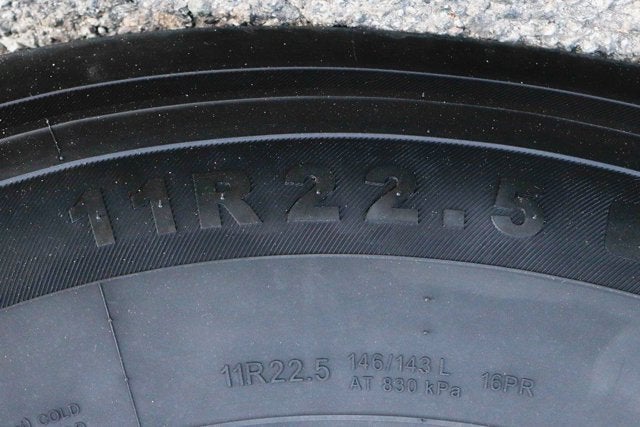 11R22.5
11R22.5 146/143 L
AT 830 kPa 16PR
COLD